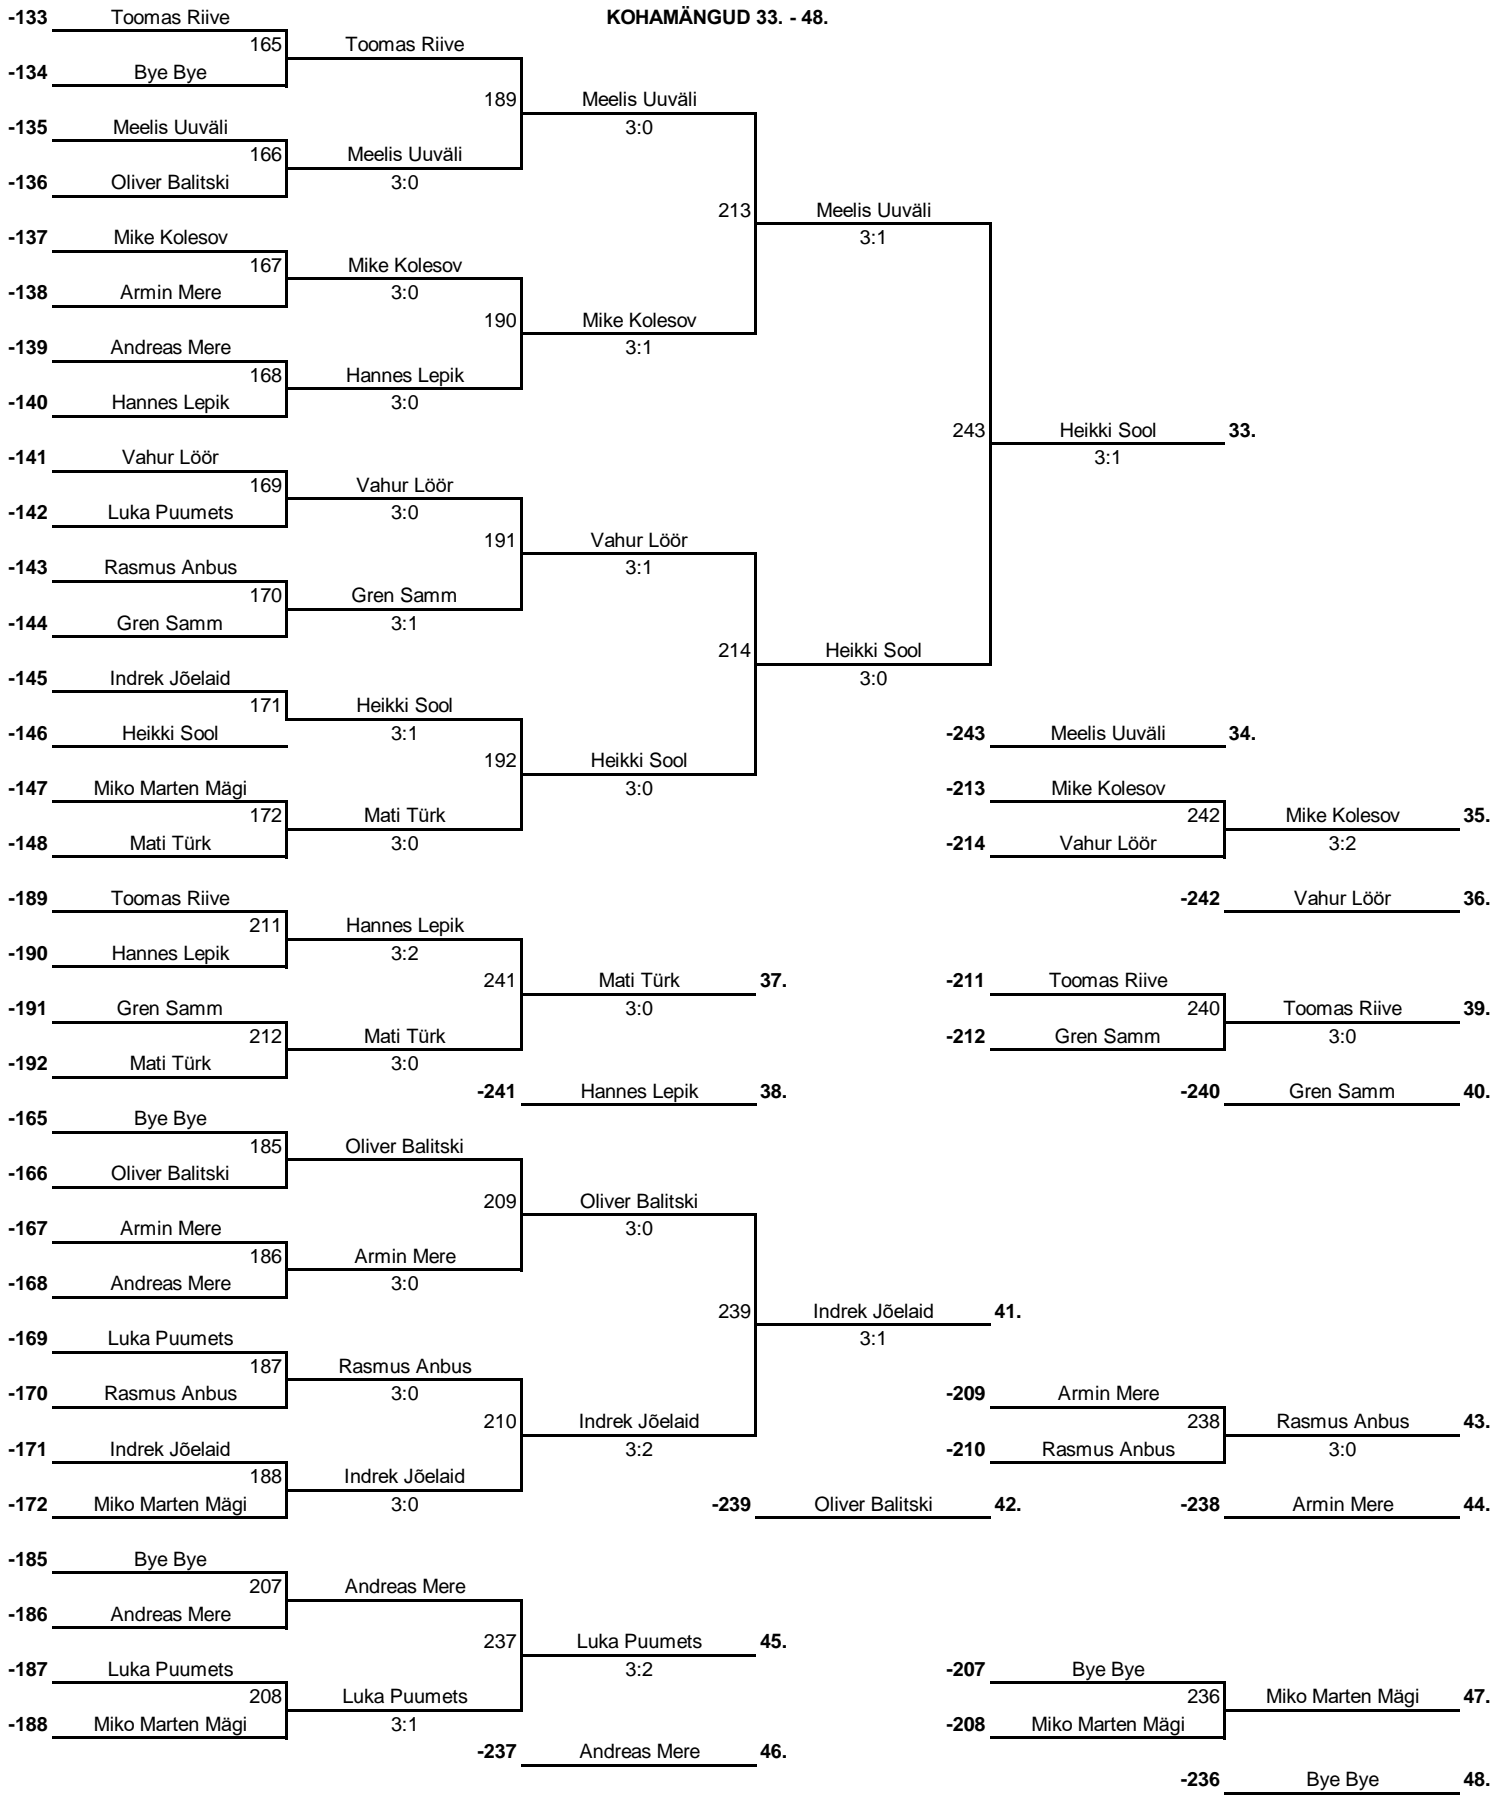 -133 Toomas Riive KOHAMÄNGUD 33. - 48.
165 Toomas Riive
-134 Bye Bye
189 Meelis Uuväli
-135 Meelis Uuväli 3:0
166 Meelis Uuväli
-136 Oliver Balitski 3:0
213 Meelis Uuväli
-137 Mike Kolesov 3:1
167 Mike Kolesov
-138 Armin Mere 3:0
190 Mike Kolesov
-139 Andreas Mere 3:1
168 Hannes Lepik
-140 Hannes Lepik 3:0
243 Heikki Sool 33.
-141 Vahur Löör 3:1
169 Vahur Löör
-142 Luka Puumets 3:0
191 Vahur Löör
-143 Rasmus Anbus 3:1
170 Gren Samm
-144 Gren Samm 3:1
214 Heikki Sool
-145 Indrek Jõelaid 3:0
171 Heikki Sool
-146 Heikki Sool 3:1 -243 Meelis Uuväli 34.
192 Heikki Sool
-147 Miko Marten Mägi 3:0 -213 Mike Kolesov
172 Mati Türk 242 Mike Kolesov 35.
-148 Mati Türk 3:0 -214 Vahur Löör 3:2
-189 Toomas Riive -242 Vahur Löör 36.
211 Hannes Lepik
-190 Hannes Lepik 3:2
241 Mati Türk 37. -211 Toomas Riive
-191 Gren Samm 3:0 240 Toomas Riive 39.
212 Mati Türk -212 Gren Samm 3:0
-192 Mati Türk 3:0
-241 Hannes Lepik 38. -240 Gren Samm 40.
-165 Bye Bye
185 Oliver Balitski
-166 Oliver Balitski
209 Oliver Balitski
-167 Armin Mere 3:0
186 Armin Mere
-168 Andreas Mere 3:0
239 Indrek Jõelaid 41.
-169 Luka Puumets 3:1
187 Rasmus Anbus
-170 Rasmus Anbus 3:0 -209 Armin Mere
210 Indrek Jõelaid 238 Rasmus Anbus 43.
-171 Indrek Jõelaid 3:2 -210 Rasmus Anbus 3:0
188 Indrek Jõelaid
-172 Miko Marten Mägi 3:0 -239 Oliver Balitski 42. -238 Armin Mere 44.
-185 Bye Bye
207 Andreas Mere
-186 Andreas Mere
237 Luka Puumets 45.
-187 Luka Puumets 3:2 -207 Bye Bye
208 Luka Puumets 236 Miko Marten Mägi 47.
-188 Miko Marten Mägi 3:1 -208 Miko Marten Mägi
-237 Andreas Mere 46.
-236 Bye Bye 48.